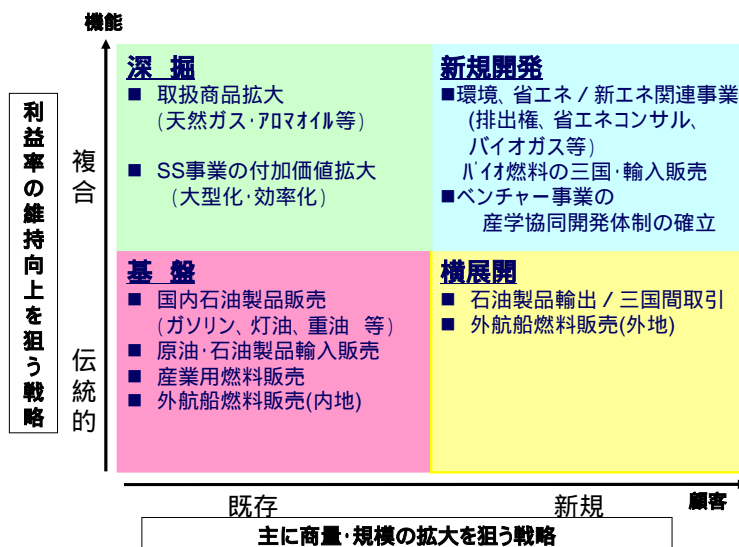 機能
利益率の維持向上を狙う戦略
複合
伝統的
深 掘
■ 取扱商品拡大
(天然ガス・アロマオイル等)
■ SS事業の付加価値拡大
(大型化・効率化)
新規開発
■環境、省エネ / 新エネ関連事業
(排出権、省エネコンサル、
バイオガス等)
バイオ燃料の三国・輸入販売
■ベンチャー事業の
産学協同開発体制の確立
基 盤
■ 国内石油製品販売
(ガソリン、灯油、重油 等)
■ 原油・石油製品輸入販売
■ 産業用燃料販売
■ 外航船燃料販売(内地)
横展開
■ 石油製品輸出 / 三国間取引
■ 外航船燃料販売(外地)
既存
新規
顧客
主に商量・規模の拡大を狙う戦略